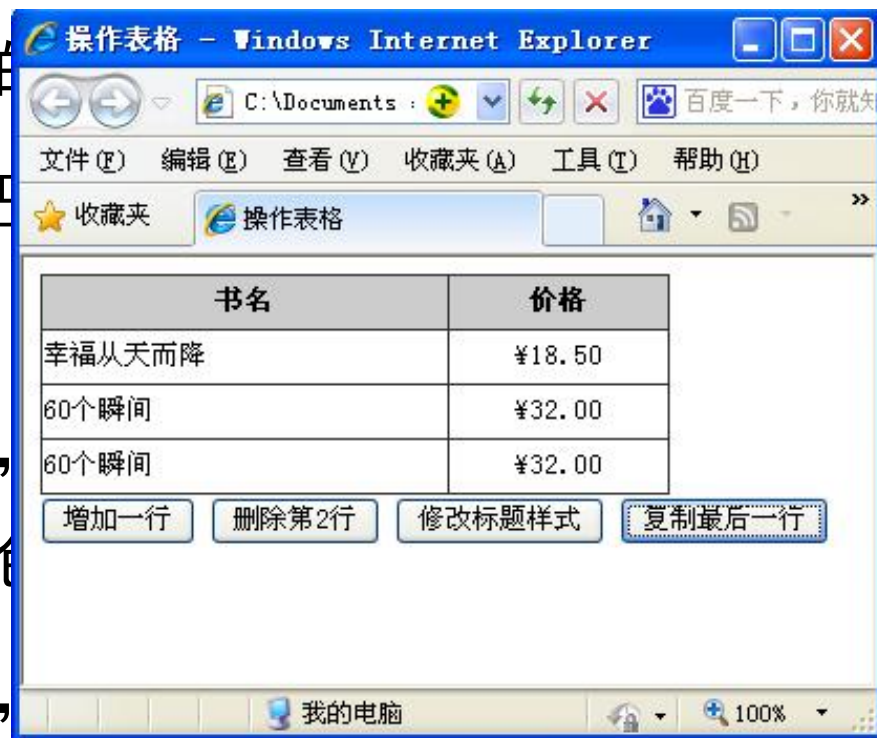 操作表格 - Windows Internet Explorer
C:\Documents
百度一下，你就知
文件(F) 编辑(E) 查看(V) 收藏夹(A) 工具(T) 帮助(H)
收藏夹 操作表格 »
书名 价格
幸福从天而降 ¥18.50
60个瞬间 ¥32.00
60个瞬间 ¥32.00
增加一行 删除第2行 修改标题样式 复制最后一行
我的电脑 100%